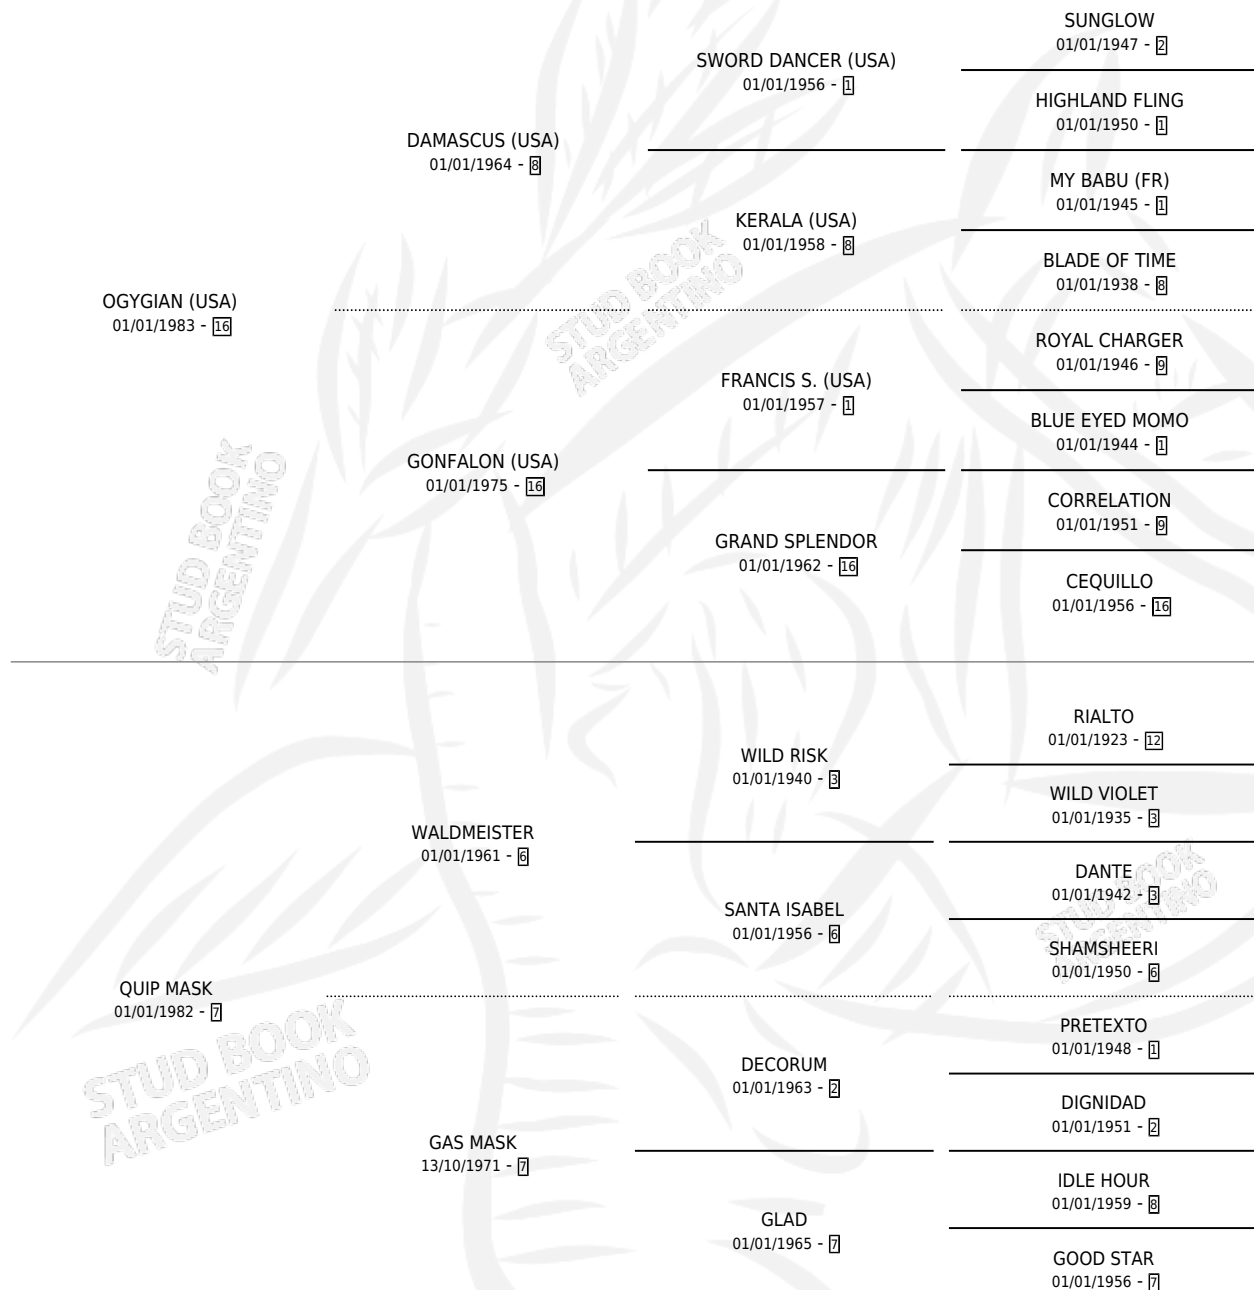 SUNGLOW
01/01/1947 - 2
SWORD DANCER (USA)
01/01/1956 - 1
HIGHLAND FLING
01/01/1950 - 1
DAMASCUS (USA)
01/01/1964 - 8
MY BABU (FR)
01/01/1945 - 1
KERALA (USA)
01/01/1958 - 8
BLADE OF TIME
01/01/1938 - 8
OGYGIAN (USA)
01/01/1983 - 16
ROYAL CHARGER
01/01/1946 - 9
FRANCIS S. (USA)
01/01/1957 - 1
BLUE EYED MOMO
01/01/1944 - 1
GONFALON (USA)
01/01/1975 - 16
CORRELATION
01/01/1951 - 9
GRAND SPLENDOR
01/01/1962 - 16
CEQUILLO
01/01/1956 - 16
RIALTO
01/01/1923 - 12
WILD RISK
01/01/1940 - 3
WILD VIOLET
01/01/1935 - 3
WALDMEISTER
01/01/1961 - 6
DANTE
01/01/1942 - 3
SANTA ISABEL
01/01/1956 - 6
SHAMSHEERI
01/01/1950 - 6
QUIP MASK
01/01/1982 - 7
PRETEXTO
01/01/1948 - 1
DECORUM
01/01/1963 - 2
DIGNIDAD
01/01/1951 - 2
GAS MASK
13/10/1971 - 7
IDLE HOUR
01/01/1959 - 8
GLAD
01/01/1965 - 7
GOOD STAR
01/01/1956 - 7
STUD BOOK
ARGENTINO
STUD BOOK
ARGENTINO
STUD BOOK
ARGENTINO
STUD BOOK
ARGENTINO